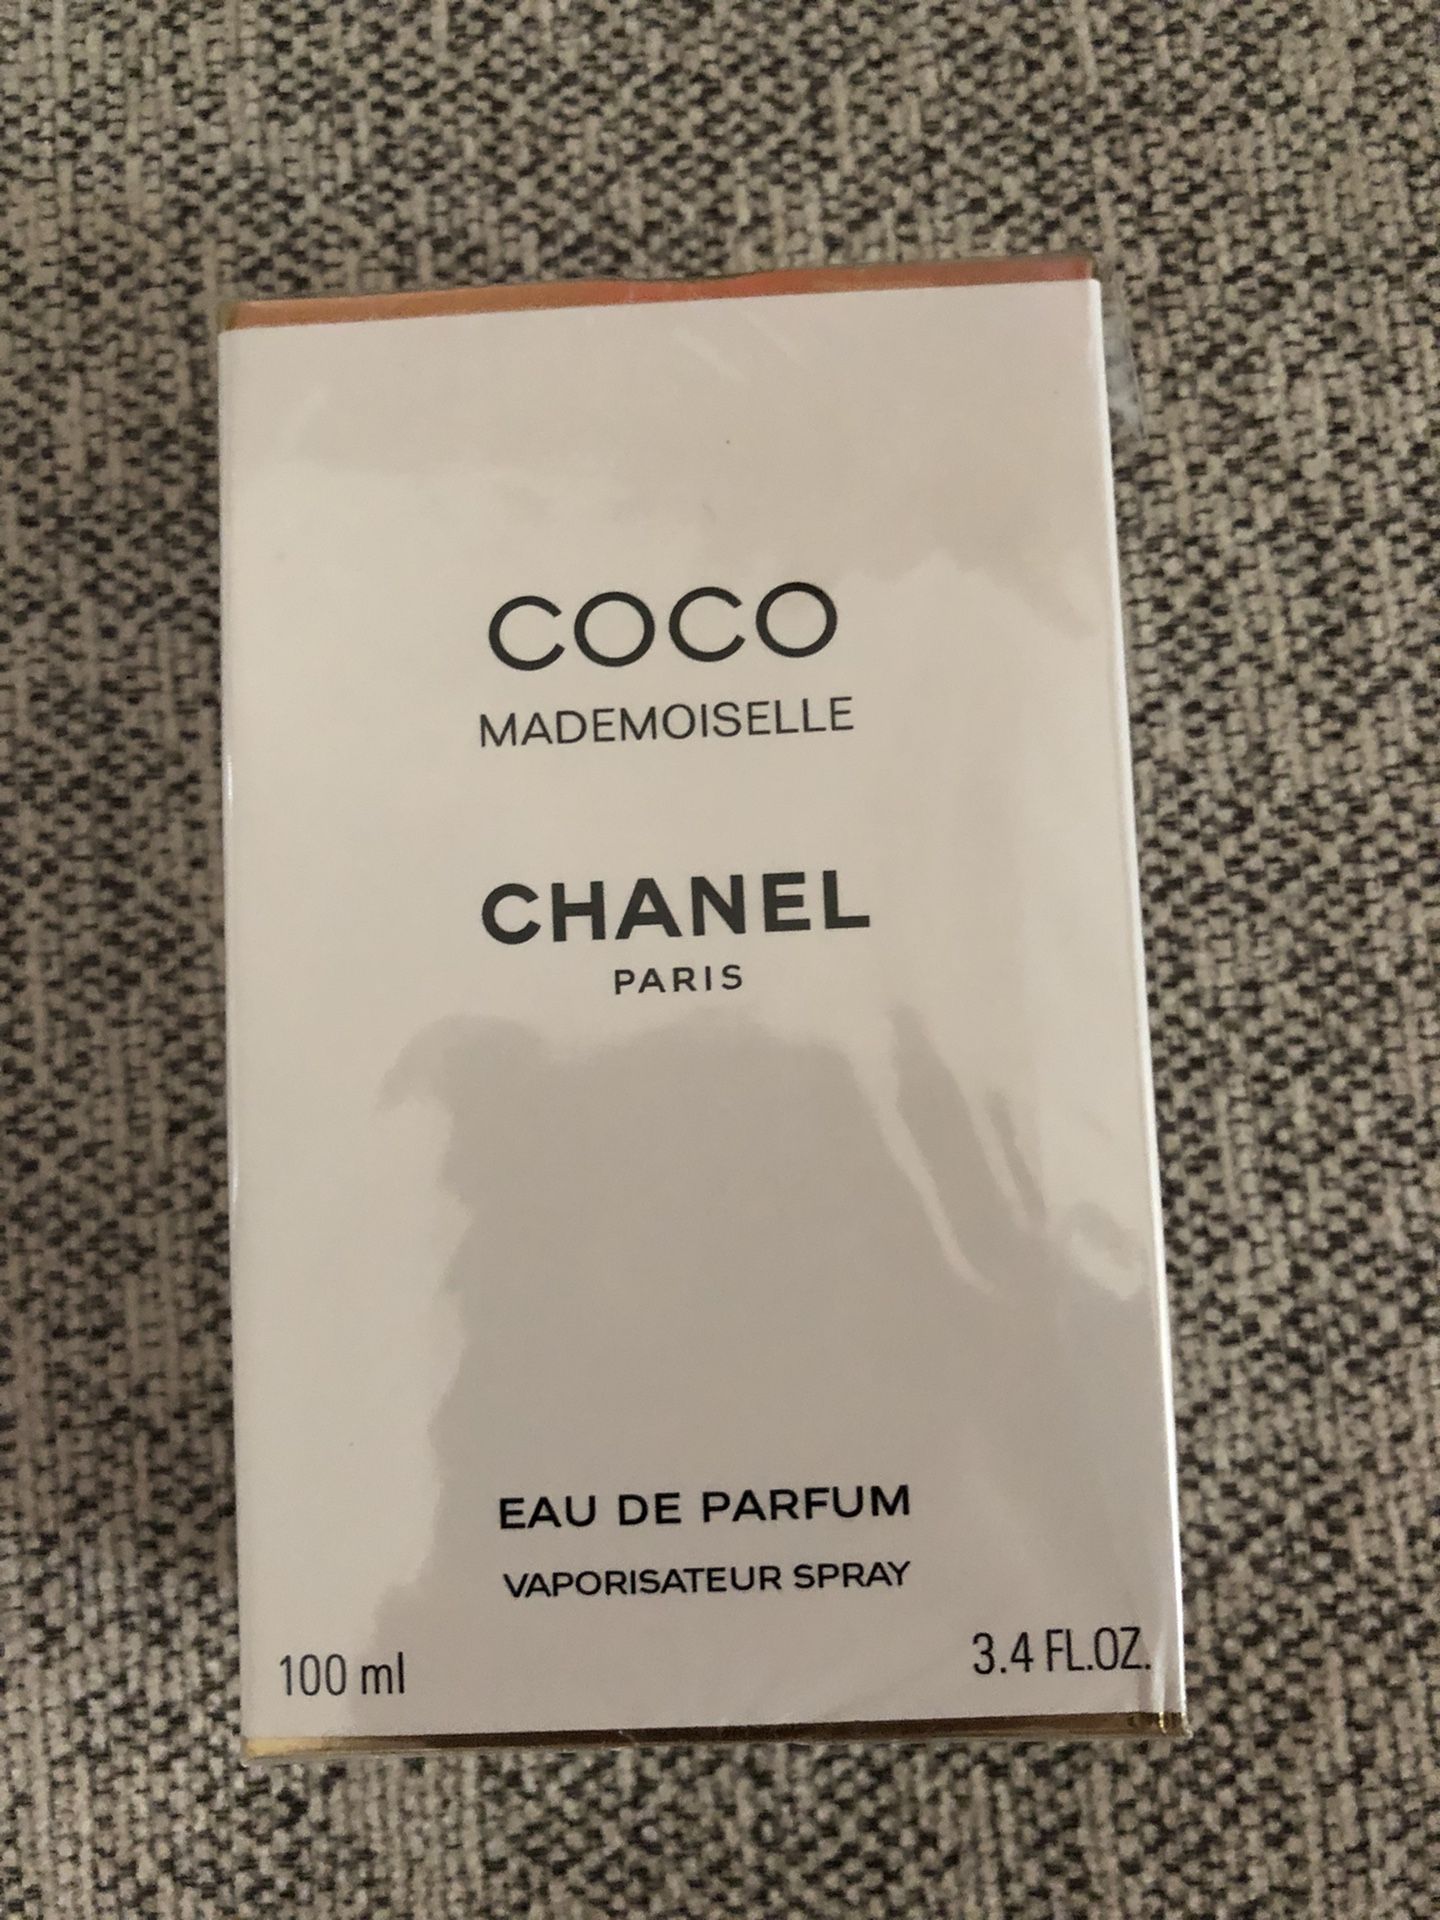 COCO
MADEMOISELLE
CHANEL
PARIS
EAU DE PARFUM
VAPORISATEUR SPRAY
100 ml
3.4 FL.OZ.